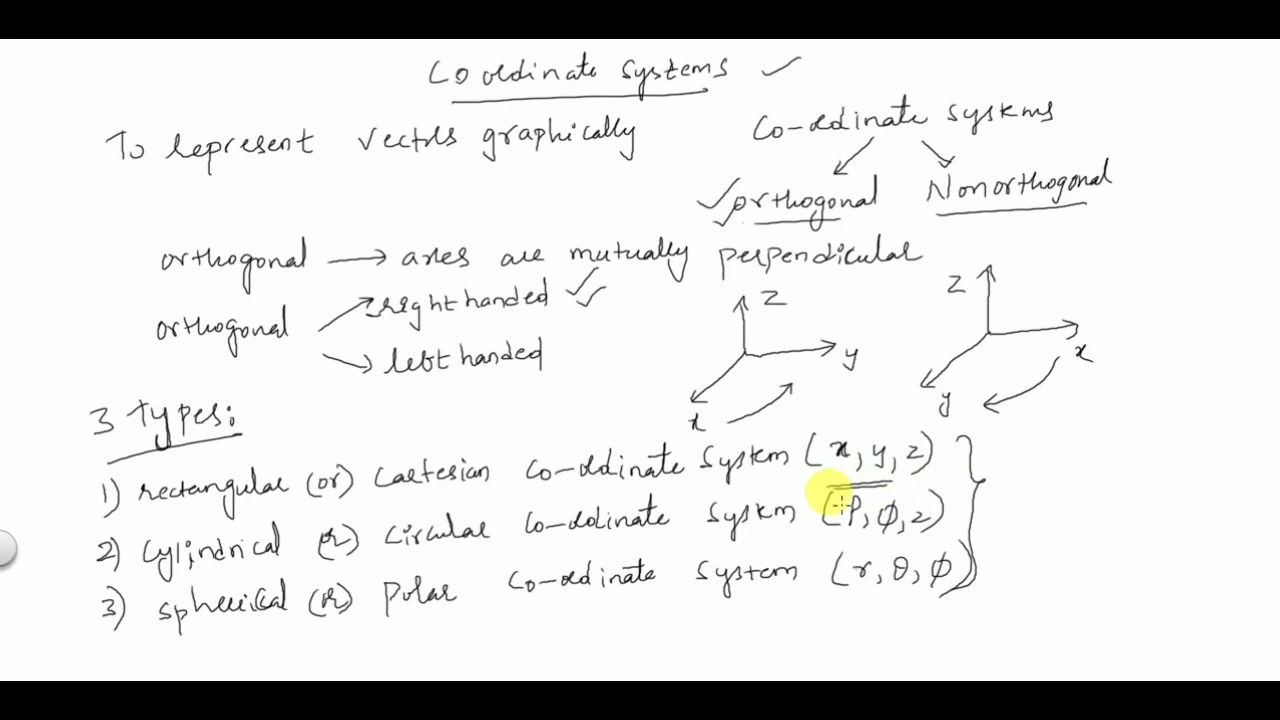 Co ordinate systems ✓
To represent vectors graphically
Co-ordinate systems
✓ orthogonal Nonorthogonal
orthogonal → axes are mutually perpendicular
orthogonal → right handed ✓✓
→ left handed
z
y
x
z
x
y
3 types:
1) rectangular (or) Cartesian Co-ordinate system (x, y, z)
2) Cylindrical (or) Circular Co-ordinate system (ρ, ϕ, z)
3) spherical (or) Polar Co-ordinate system (r, θ, ϕ)